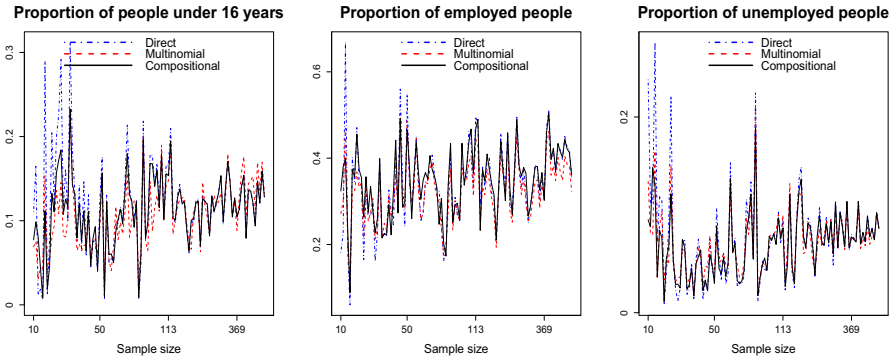 Proportion of people under 16 years
Direct
Multinomial
Compositional
0
0.1
0.2
0.3
10
50
113
369
Sample size
Proportion of employed people
Direct
Multinomial
Compositional
0.2
0.4
0.6
10
50
113
369
Sample size
Proportion of unemployed people
Direct
Multinomial
Compositional
0
0.2
10
50
113
369
Sample size